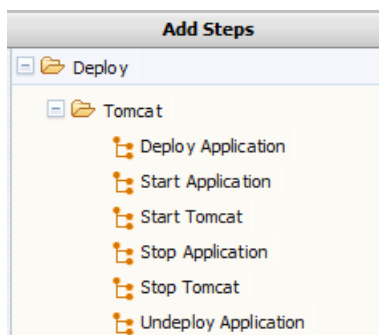 Add Steps
Deploy
Tomcat
Deploy Application
Start Application
Start Tomcat
Stop Application
Stop Tomcat
Undeploy Application